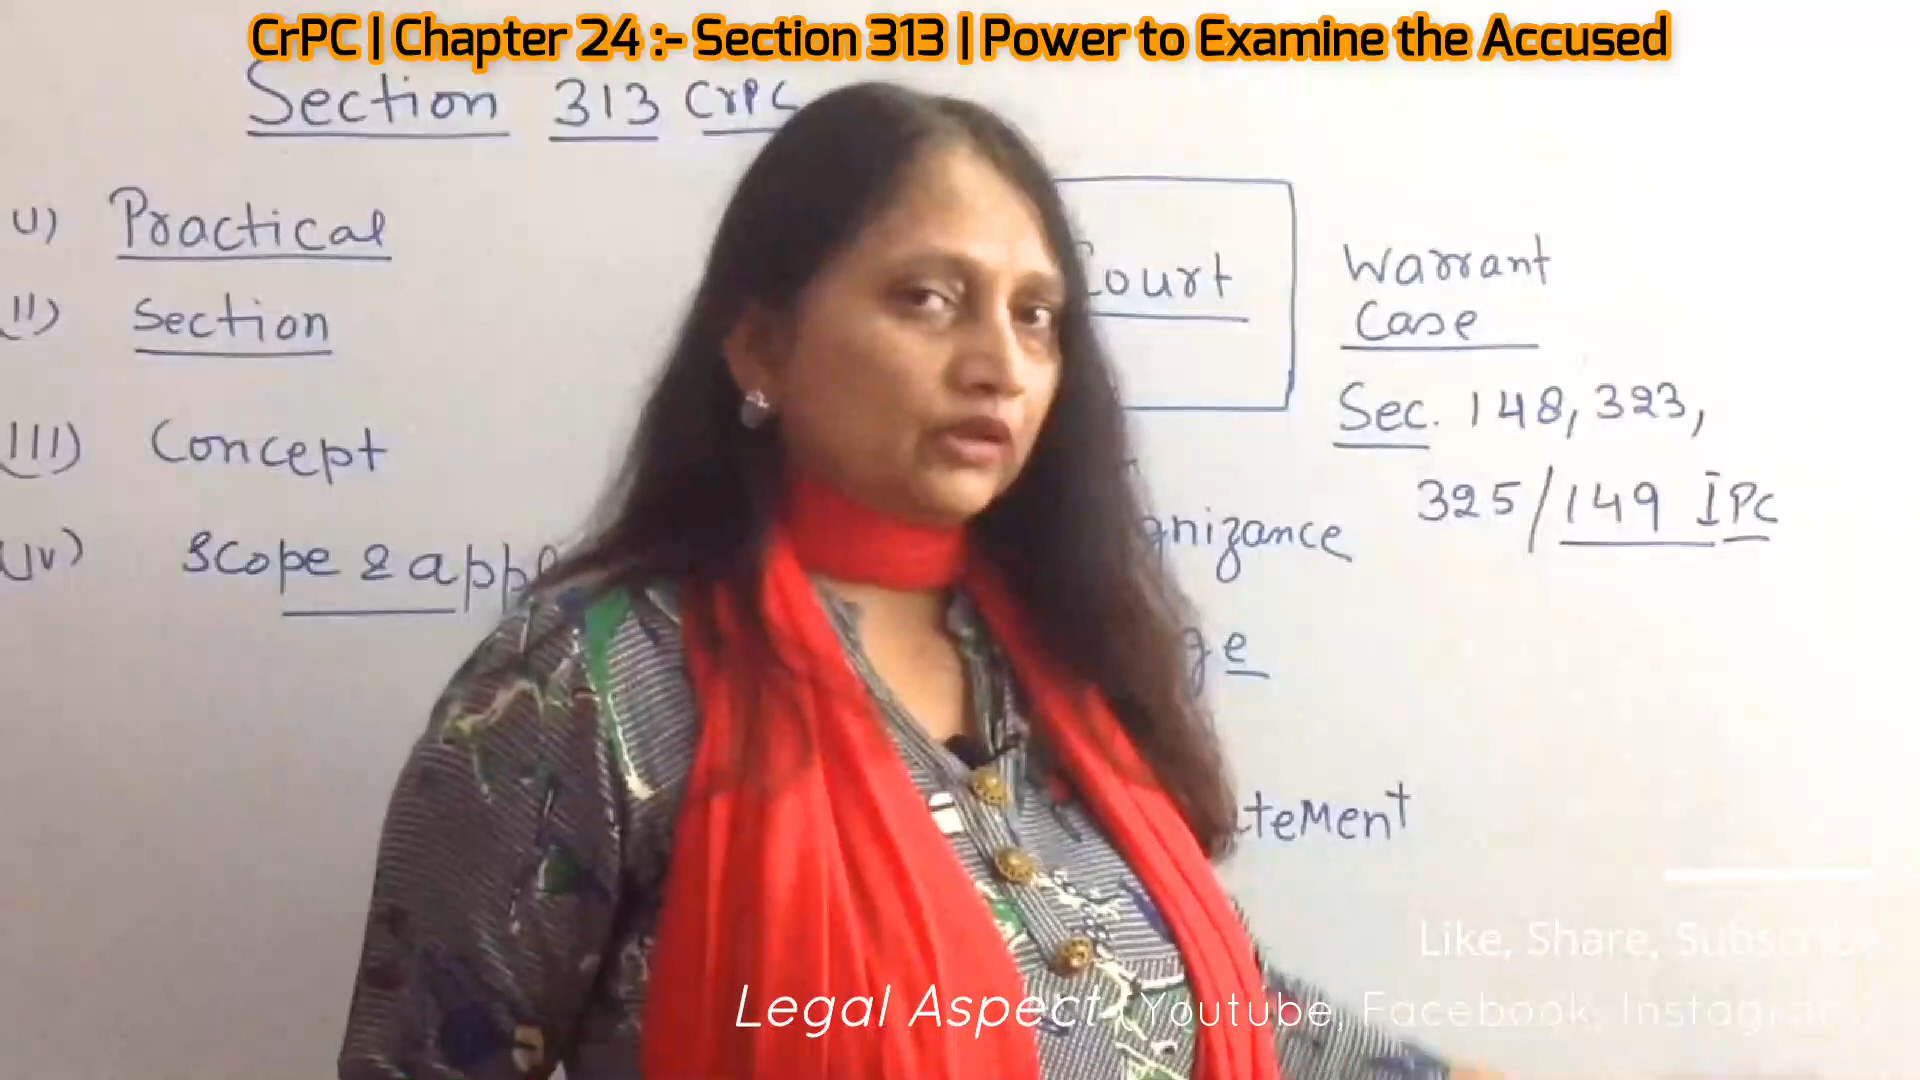 CrPC | Chapter 24 :- Section 313 | Power to Examine the Accused
Section 313 CrPC
Practical
(II) Section
(III) Concept
(IV) Scope & appl
Court
Warrant
Case
Sec. 148, 323,
325/149 IPC
gnizance
ge
tement
Like, Share, Subscribe
Legal Aspect Youtube, Facebook, Instagram